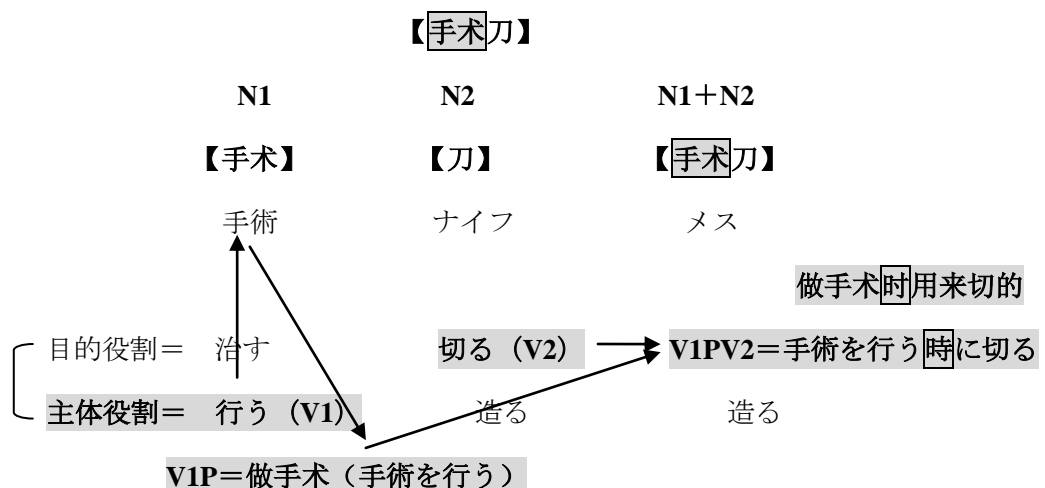 【手术刀】
N1 N2 N1＋N2
【手术】 【刀】 【手术刀】
手術 ナイフ メス
做手术时用来切的
目的役割＝ 治す 切る（V2） V1PV2＝手術を行う時に切る
主体役割＝ 行う（V1） 造る 造る
V1P＝做手术（手術を行う）